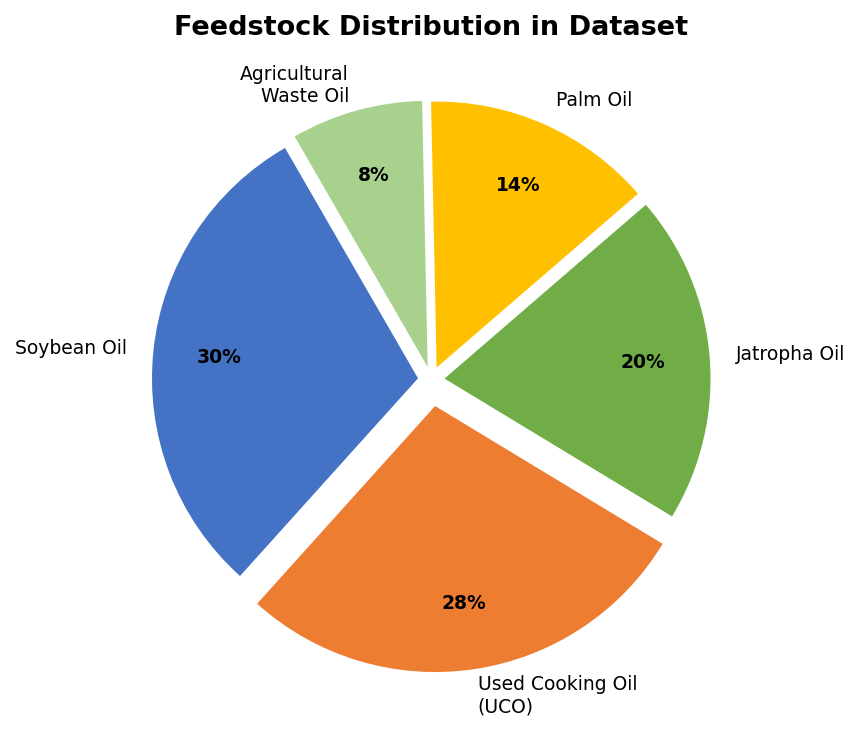 Feedstock Distribution in Dataset
Agricultural
Waste Oil
Palm Oil
8%
14%
Soybean Oil
30%
20%
Jatropha Oil
28%
Used Cooking Oil
(UCO)